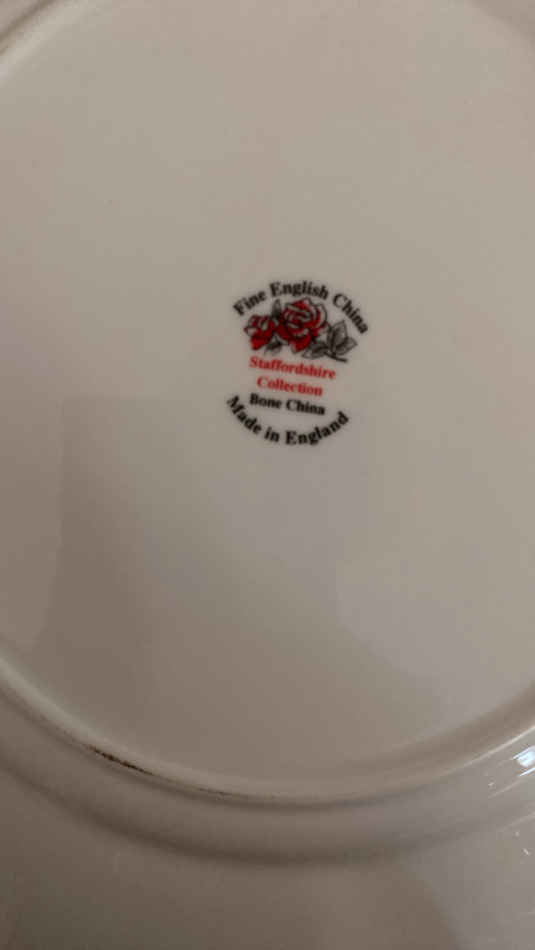 Fine English China
Staffordshire
Collection
Bone China
Made in England